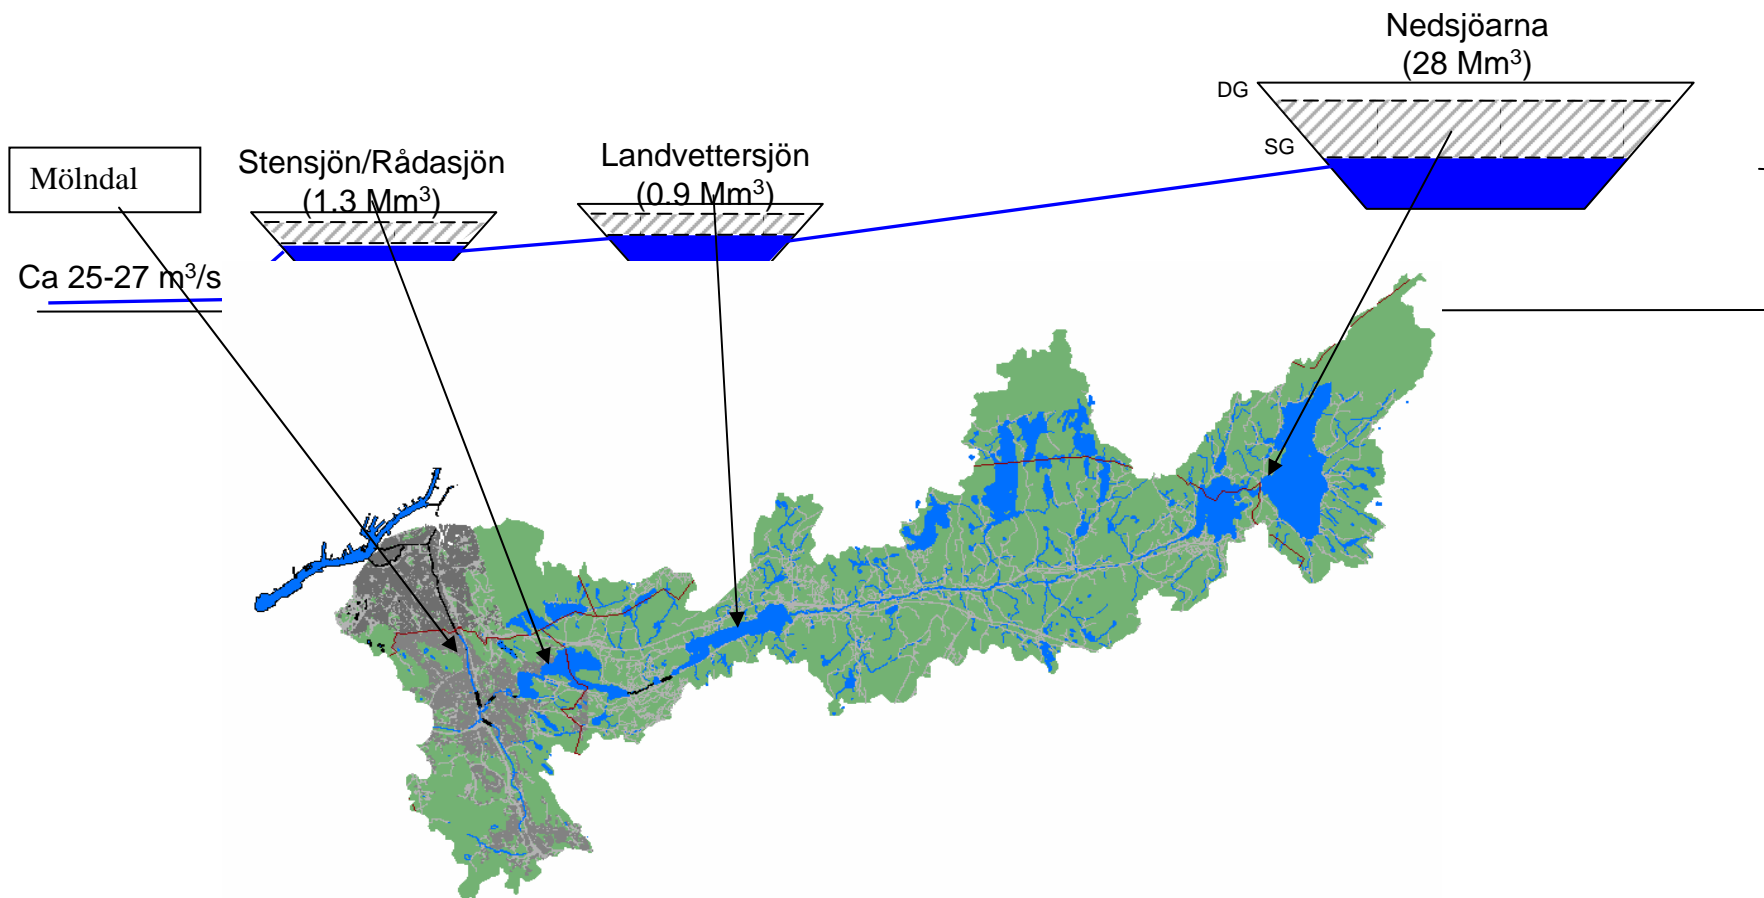 Nedsjöarna
(28 Mm³)
DG
SG
Landvettersjön
(0.9 Mm³)
Stensjön/Rådasjön
(1.3 Mm³)
Mölndal
Ca 25-27 m³/s